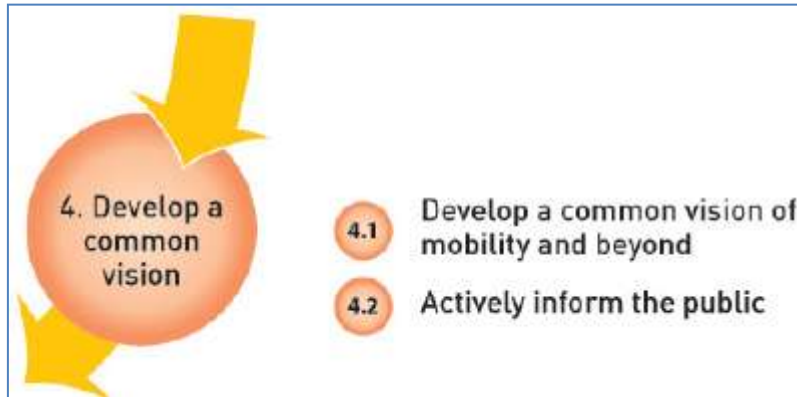 4. Develop a
common
vision
4.1
Develop a common vision of
mobility and beyond
4.2
Actively inform the public